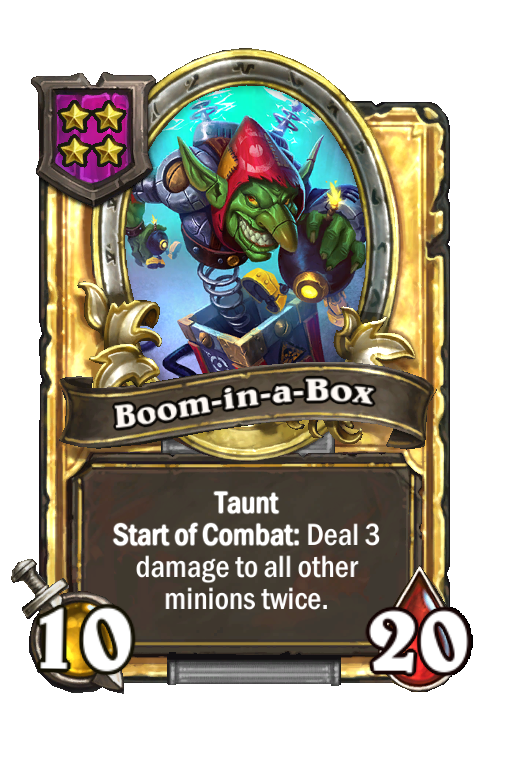 Boom-in-a-Box
Taunt
Start of Combat: Deal 3
damage to all other
minions twice.
10
20